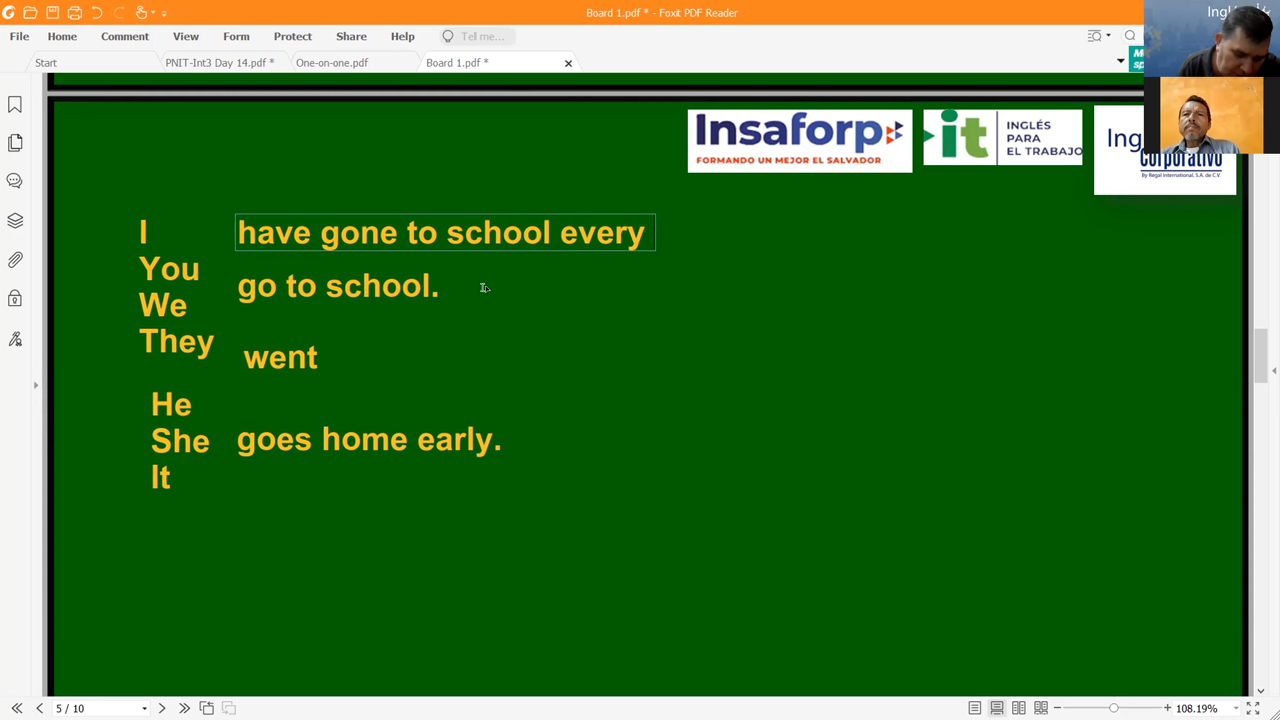 Board 1.pdf * - Foxit PDF Reader
File Home Comment View Form Protect Share Help Tell me...
Start PNIT-Int3 Day 14.pdf * One-on-one.pdf Board 1.pdf *
Insaforp
FORMANDO UN MEJOR EL SALVADOR
it
INGLÉS
PARA
EL TRABAJO
Corporativo
By Regal International, S.A. de C.V.
I have gone to school every
You go to school.
We
They
went
He
She goes home early.
It
5 / 10
108.19%